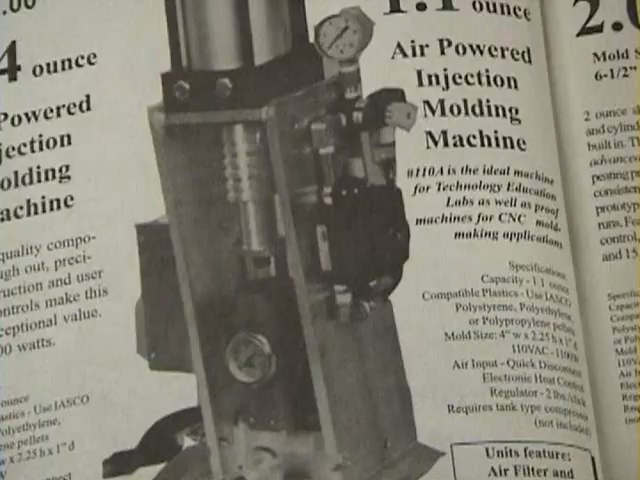 .00
4 ounce
Powered
jection
olding
achine
quality compo-
gh out, preci-
ruction and user
ontrols make this
ceptional value.
00 watts.
ounce
astics - Use IASCO
olyethylene,
ene pellets
w x 2.25 h x 1" d
V
1.1 ounce
Air Powered
Injection
Molding
Machine
#110A is the ideal machine
for Technology Education
Labs as well as proof
machines for CNC mold-
making applications
Specifications
Capacity - 1.1 ounce
Compatible Plastics - Use IASCO
Polystyrene, Polyethylene,
or Polypropylene pellets
Mold Size: 4" w x 2.25 h x 1" d
110VAC - 1100W
Air Input - Quick Disconnect
Electronic Heat Control
Regulator - 2 lbs./click
Requires tank type compressor
(not included)
Units feature:
Air Filter and
2.0
Mold S
6-1/2"
2 ounce s
and cylind
built in. Th
advanced
peating p
consisten
prototyp
runs. Fea
control,
and 15